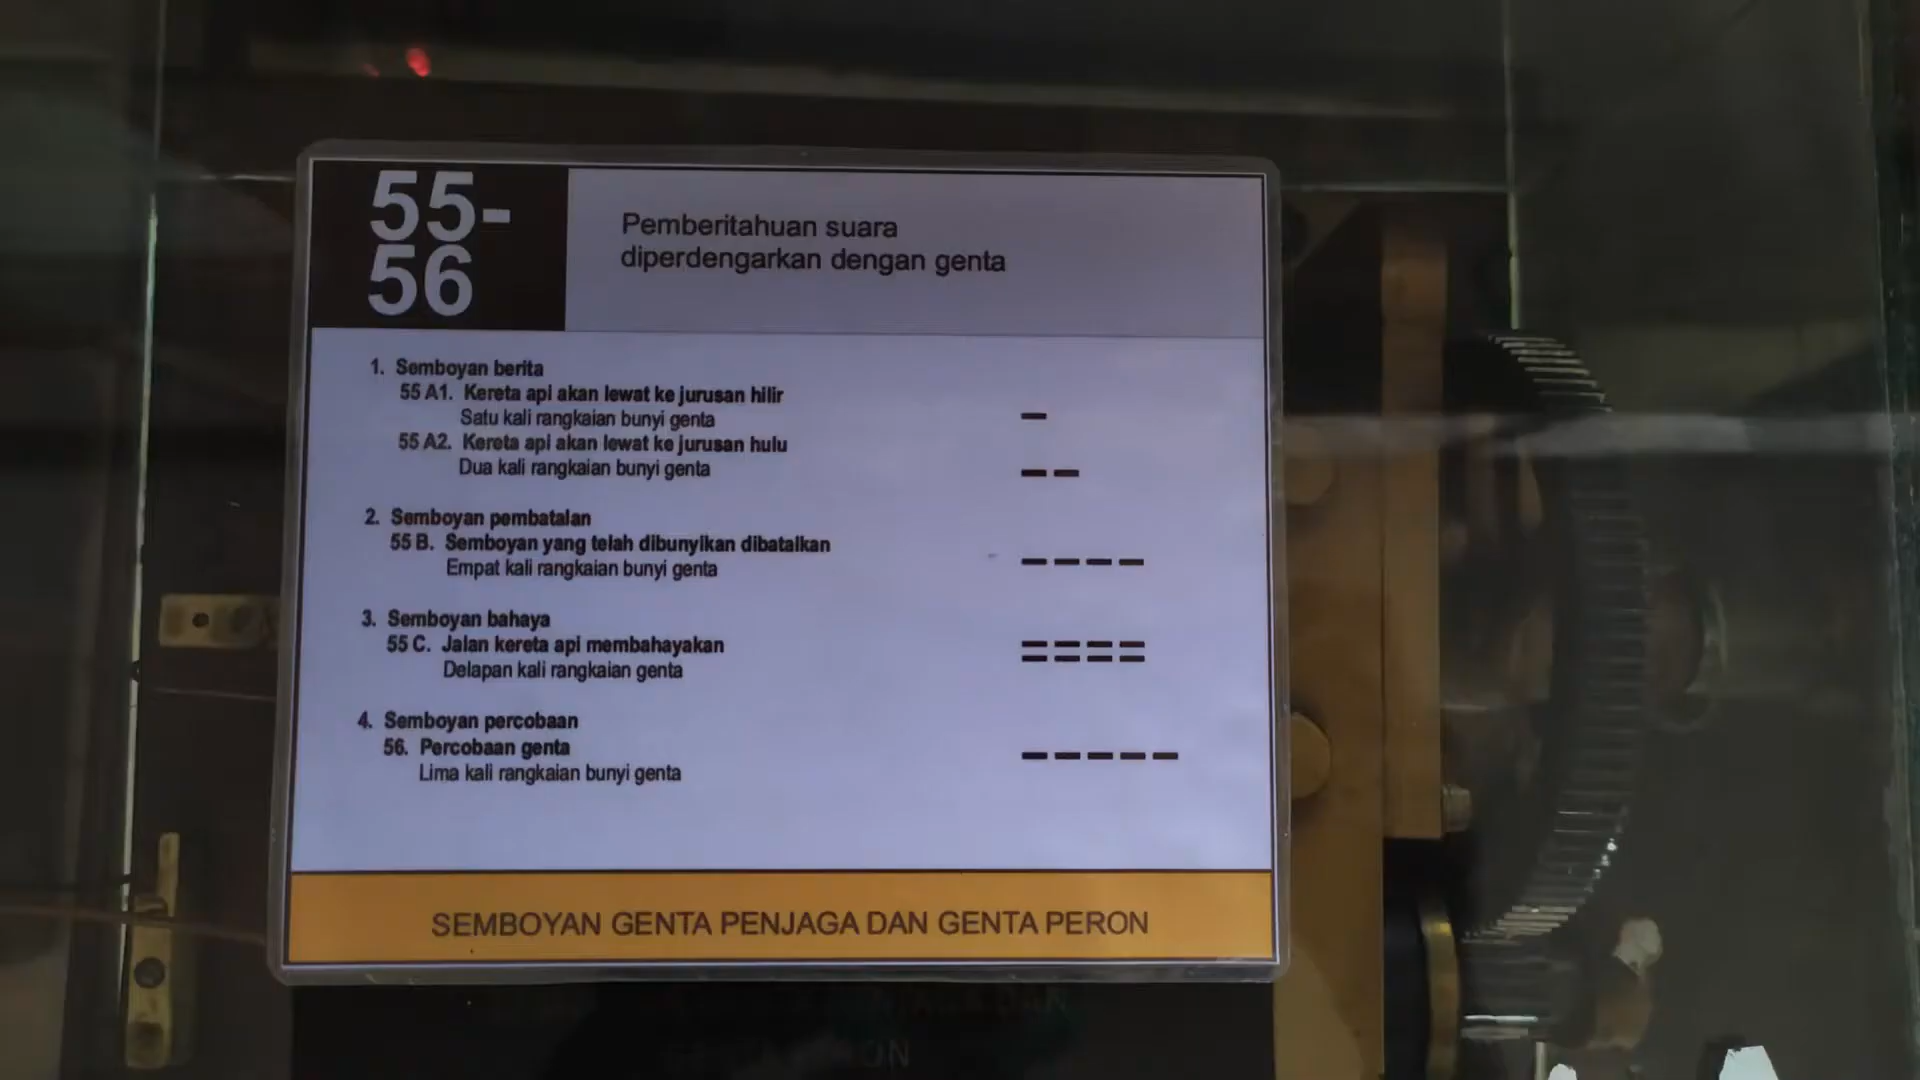 55-
56
Pemberitahuan suara
diperdengarkan dengan genta
1. Semboyan berita
55 A1. Kereta api akan lewat ke jurusan hilir
Satu kali rangkaian bunyi genta
55 A2. Kereta api akan lewat ke jurusan hulu
Dua kali rangkaian bunyi genta
2. Semboyan pembatalan
55 B. Semboyan yang telah dibunyikan dibatalkan
Empat kali rangkaian bunyi genta
3. Semboyan bahaya
55 C. Jalan kereta api membahayakan
Delapan kali rangkaian genta
4. Semboyan percobaan
56. Percobaan genta
Lima kali rangkaian bunyi genta
SEMBOYAN GENTA PENJAGA DAN GENTA PERON